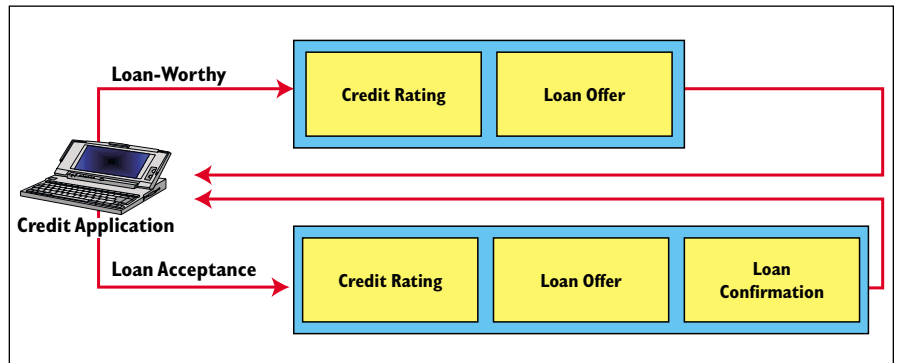 Loan-Worthy
Credit Rating
Loan Offer
Credit Application
Loan Acceptance
Credit Rating
Loan Offer
Loan
Confirmation